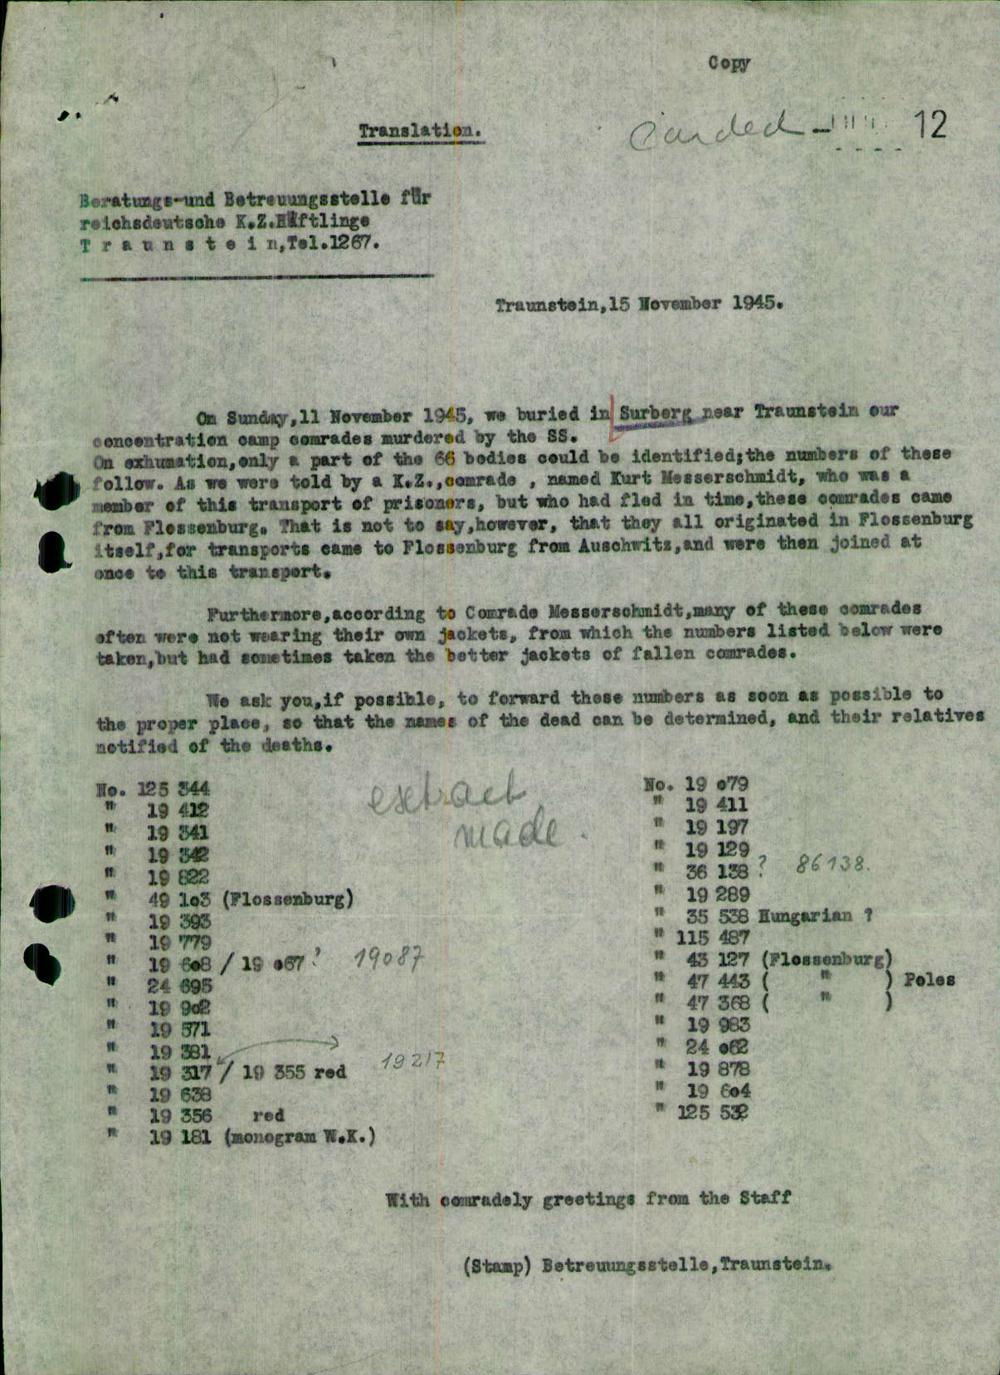 Copy
Translation.
Carded 12
Beratungs-und Betreuungsstelle für
reichsdeutsche K.Z.Häftlinge
T r a u n s t e i n,Tel.1267.
Traunstein,15 November 1945.
On Sunday,11 November 1945, we buried in Surberg near Traunstein our
concentration camp comrades murdered by the SS.
On exhumation,only a part of the 66 bodies could be identified;the numbers of these
follow. As we were told by a K.Z.,comrade , named Kurt Messerschmidt, who was a
member of this transport of prisoners, but who had fled in time,these comrades came
from Flossenburg. That is not to say,however, that they all originated in Flossenburg
itself,for transports came to Flossenburg from Auschwitz,and were then joined at
once to this transport.
Furthermore,according to Comrade Messerschmidt,many of these comrades
often were not wearing their own jackets, from which the numbers listed below were
taken,but had sometimes taken the better jackets of fallen comrades.
We ask you,if possible, to forward these numbers as soon as possible to
the proper place, so that the names of the dead can be determined, and their relatives
notified of the deaths.
No. 125 344
" 19 412
" 19 341
" 19 342
" 19 822
" 49 1o3 (Flossenburg)
" 19 393
" 19 779
" 19 6o8 / 19 o67? 19087
" 24 695
" 19 9o2
" 19 571
" 19 381
" 19 317 / 19 355 red 19217
" 19 638
" 19 356 red
" 19 181 (monogram W.K.)
extract
made.
No. 19 o79
" 19 411
" 19 197
" 19 129
" 36 138 ? 86138.
" 19 289
" 35 538 Hungarian ?
" 115 487
" 43 127 (Flossenburg)
" 47 443 ( " ) Poles
" 47 368 ( " )
" 19 983
" 24 o62
" 19 878
" 19 6o4
" 125 532
With comradely greetings from the Staff
(Stamp) Betreuungsstelle,Traunstein.